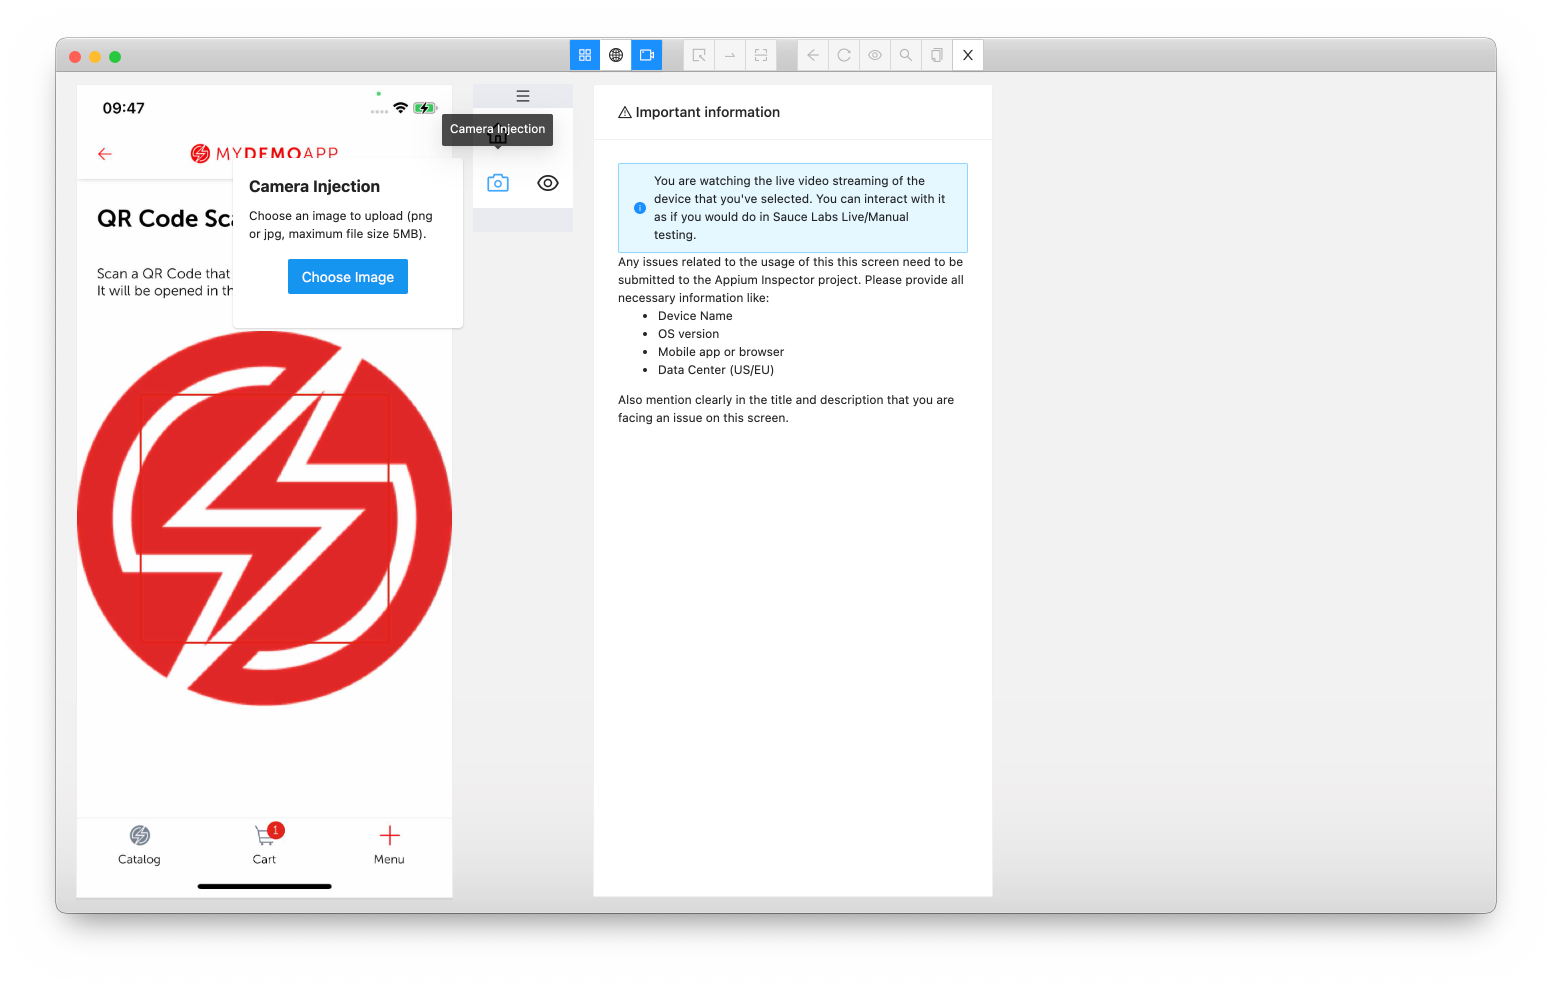 X
09:47
MYDEMOAPP
Camera Injection
Camera Injection
Choose an image to upload (png
or jpg, maximum file size 5MB).
Choose Image
QR Code Sc
Scan a QR Code that
It will be opened in th
1
Catalog
Cart
Menu
Important information
You are watching the live video streaming of the
device that you've selected. You can interact with it
as if you would do in Sauce Labs Live/Manual
testing.
Any issues related to the usage of this this screen need to be
submitted to the Appium Inspector project. Please provide all
necessary information like:
• Device Name
• OS version
• Mobile app or browser
• Data Center (US/EU)
Also mention clearly in the title and description that you are
facing an issue on this screen.